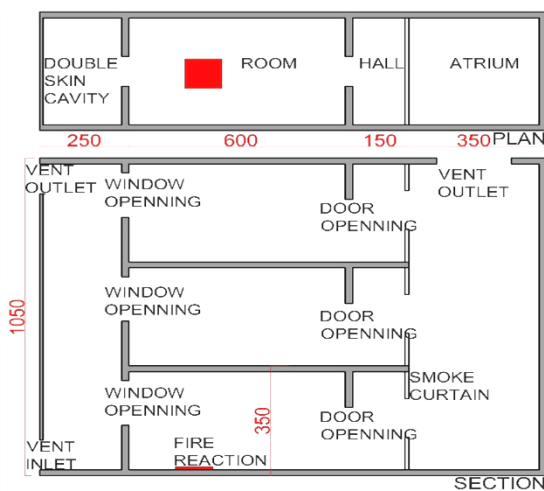 DOUBLE
SKIN
CAVITY
ROOM
HALL
ATRIUM
250
600
150
350
PLAN
VENT
OUTLET
WINDOW
OPENNING
DOOR
OPENNING
VENT
OUTLET
WINDOW
OPENNING
DOOR
OPENNING
1050
WINDOW
OPENNING
350
SMOKE
CURTAIN
DOOR
OPENNING
VENT
INLET
FIRE
REACTION
SECTION